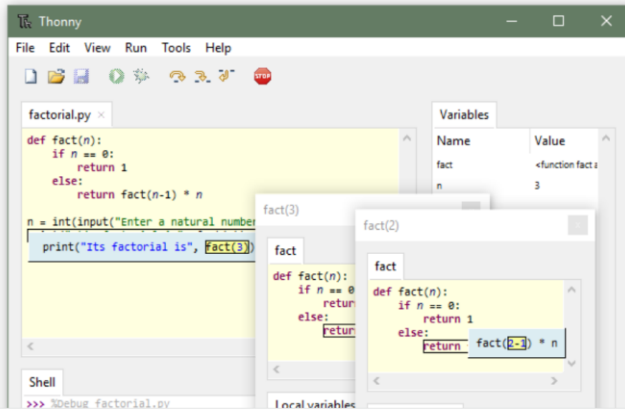 Thonny
File Edit View Run Tools Help
STOP
factorial.py ×
def fact(n):
if n == 0:
return 1
else:
return fact(n-1) * n
n = int(input("Enter a natural number
print("Its factorial is", fact(3))
Variables
Name Value
fact <function fact a
n 3
fact(3)
fact
def fact(n):
if n == 0
retur
else:
retur
Local variables
fact(2)
fact
def fact(n):
if n == 0:
return 1
else:
return fact(2-1) * n
Shell
>>> %Debug factorial.py